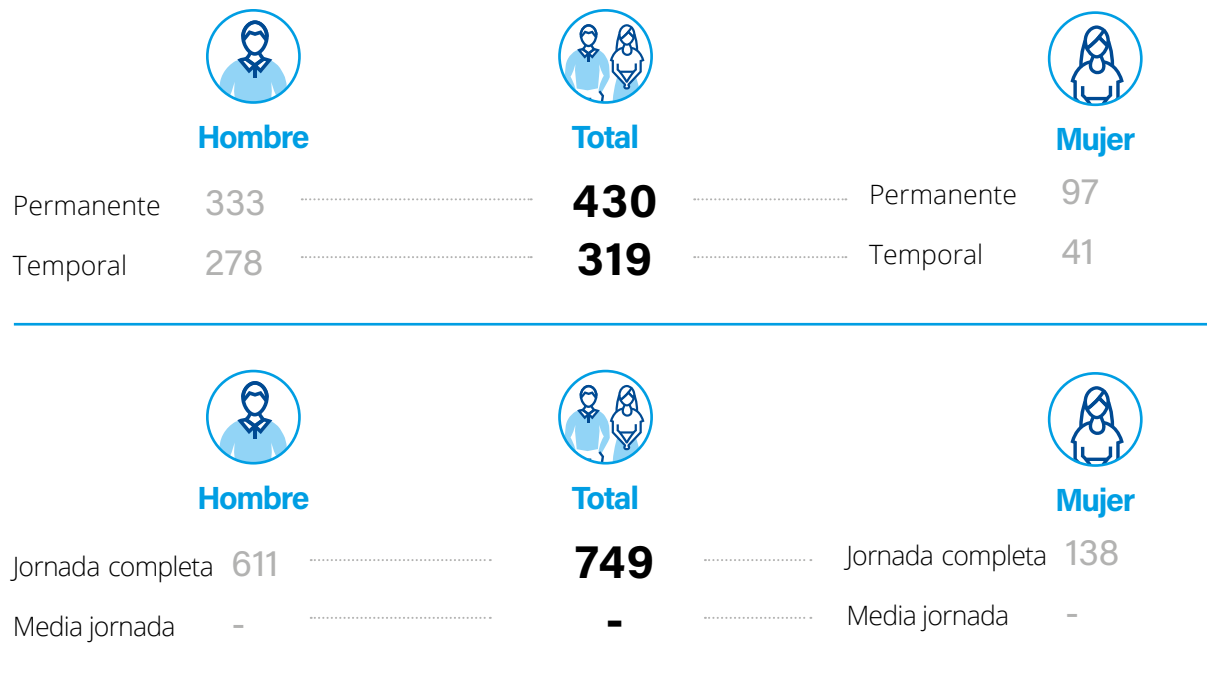 Hombre Total Mujer
Permanente 333 430 Permanente 97
Temporal 278 319 Temporal 41
Hombre Total Mujer
Jornada completa 611 749 Jornada completa 138
Media jornada - - Media jornada -